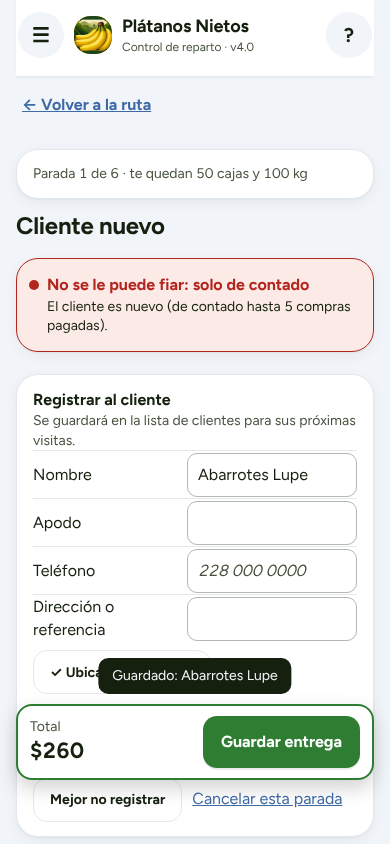 ☰
Plátanos Nietos
Control de reparto · v4.0
?
← Volver a la ruta
Parada 1 de 6 · te quedan 50 cajas y 100 kg
Cliente nuevo
No se le puede fiar: solo de contado
El cliente es nuevo (de contado hasta 5 compras
pagadas).
Registrar al cliente
Se guardará en la lista de clientes para sus próximas
visitas.
Nombre
Abarrotes Lupe
Apodo
Teléfono
228 000 0000
Dirección o
referencia
✓
Guardado: Abarrotes Lupe
Total
$260
Guardar entrega
Mejor no registrar
Cancelar esta parada